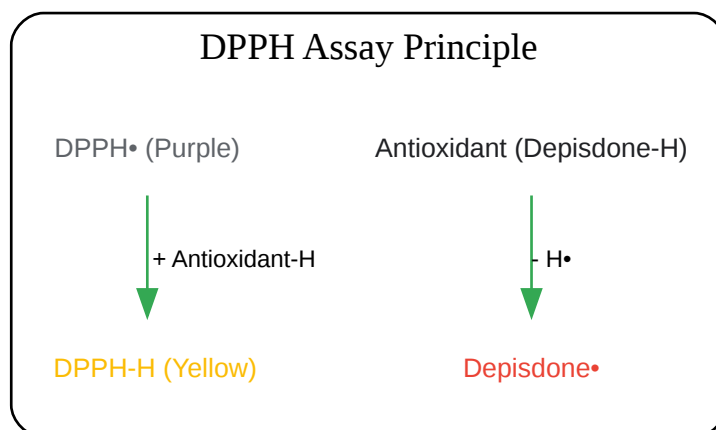 DPPH Assay Principle
DPPH• (Purple)
Antioxidant (Depisdone-H)
+ Antioxidant-H
- H•
DPPH-H (Yellow)
Depisdone•